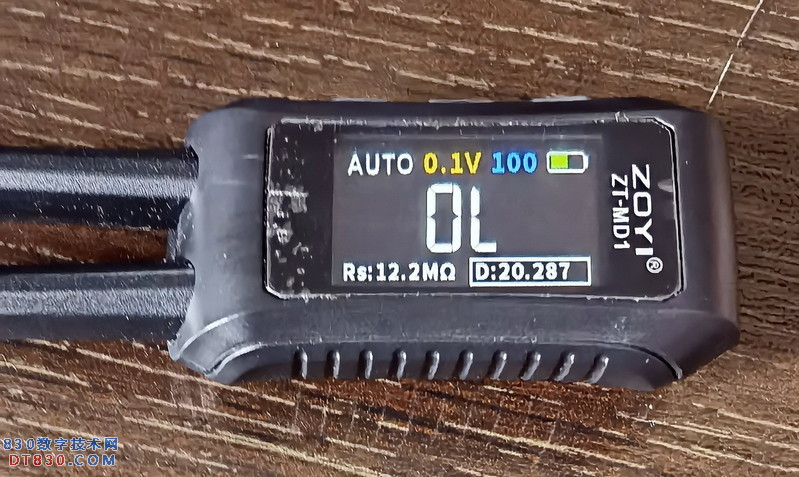 AUTO 0.1V 100
OL
Rs:12.2MΩ D:20.287
ZOYI®
ZT-MD1
830数字技术网
DT830.COM